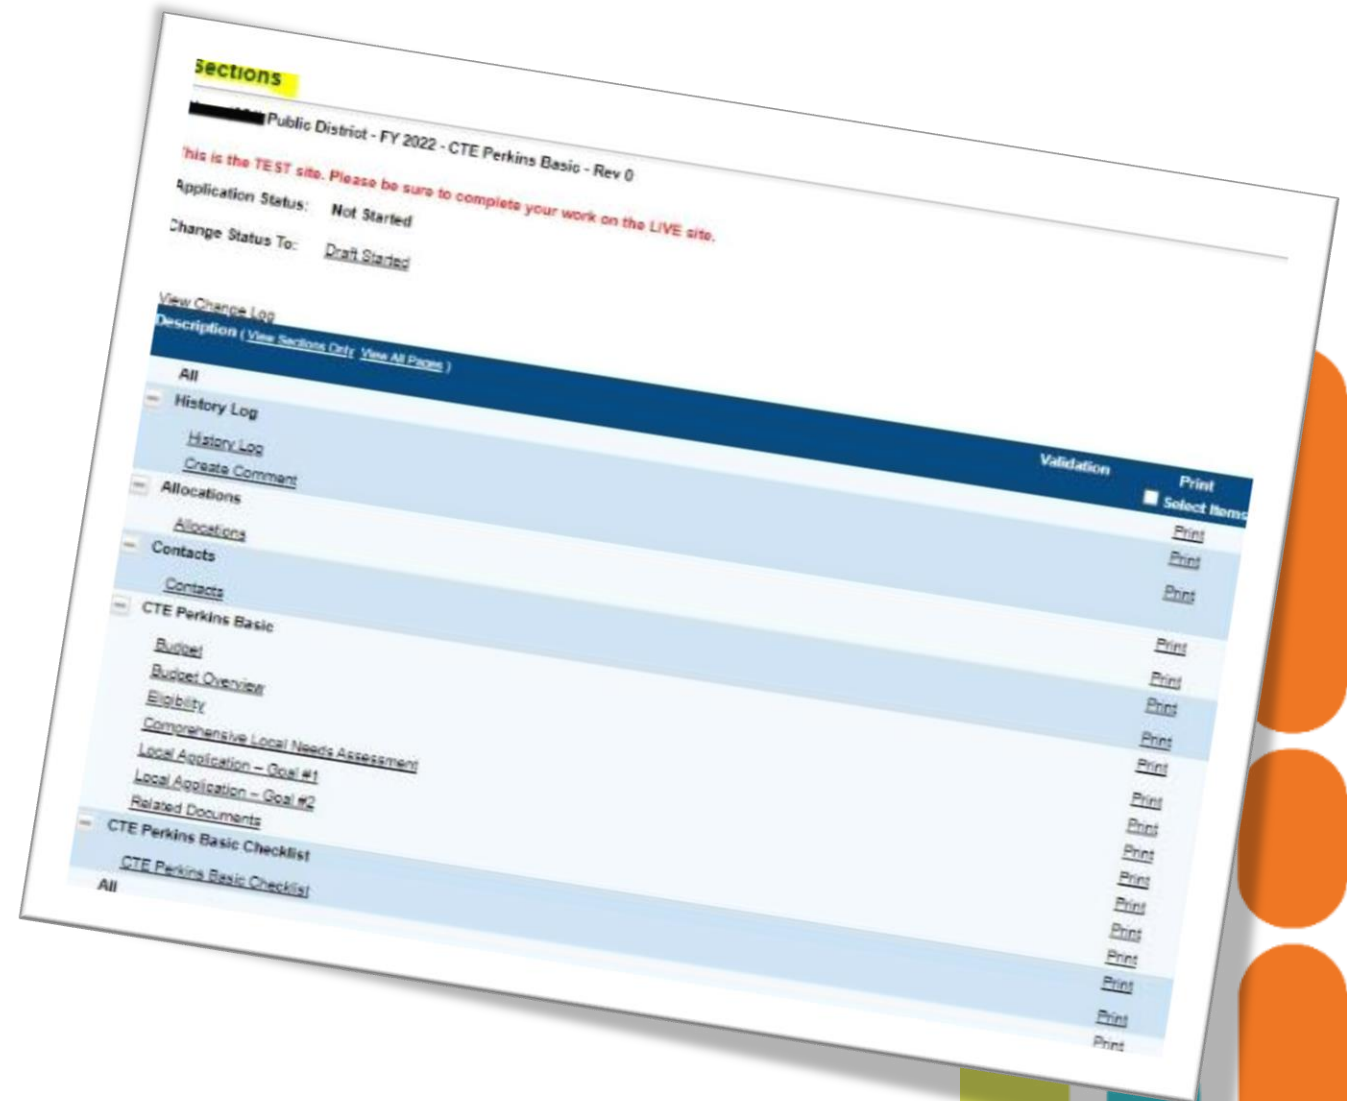 Sections
Public District - FY 2022 - CTE Perkins Basic - Rev 0
This is the TEST site. Please be sure to complete your work on the LIVE site.
Application Status: Not Started
Change Status To: Draft Started
View Change Log
Description ( View Sections Only View All Pages ) Validation Print
Select Items
All Print
History Log Print
History Log Print
Create Comment
Allocations Print
Allocations Print
Contacts Print
Contacts Print
CTE Perkins Basic Print
Budget Print
Budget Overview Print
Eligibility Print
Comprehensive Local Needs Assessment Print
Local Application – Goal #1 Print
Local Application – Goal #2 Print
Related Documents Print
CTE Perkins Basic Checklist Print
CTE Perkins Basic Checklist Print
All Print